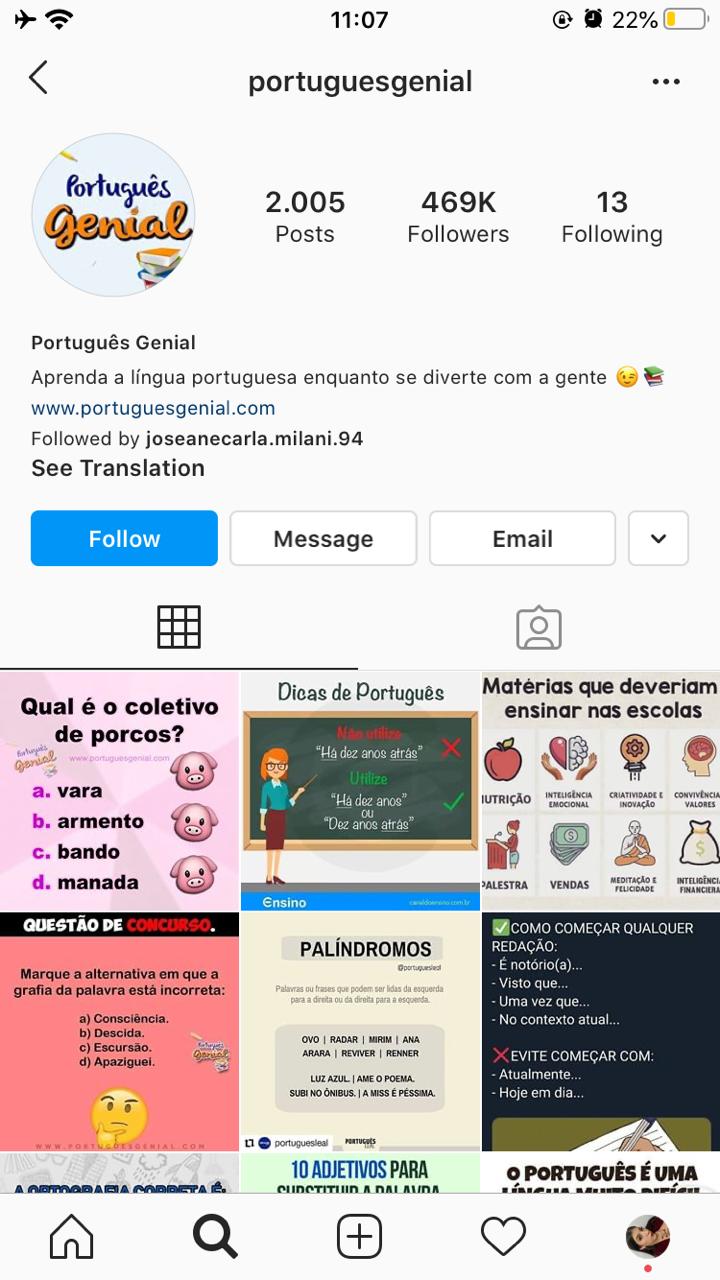 11:07
22%
portuguesgenial
Português
Genial
2.005
469K
13
Posts
Followers
Following
Português Genial
Aprenda a língua portuguesa enquanto se diverte com a gente 😉 📚
www.portuguesgenial.com
Followed by joseanecarla.milani.94
See Translation
Follow
Message
Email
Qual é o coletivo
de porcos?
Português
Genial
www.portuguesgenial.com
a. vara
b. armento
c. bando
d. manada
Dicas de Português
Não utilize
"Há dez anos atrás"
Utilize
"Há dez anos"
ou
"Dez anos atrás"
Ensino
canaldoensino.com.br
Matérias que deveriam
ensinar nas escolas
NUTRIÇÃO
INTELIGÊNCIA
EMOCIONAL
CRIATIVIDADE E
INOVAÇÃO
CONVIVÊNCIA
VALORES
PALESTRA
VENDAS
MEDITAÇÃO E
FELICIDADE
INTELIGÊNCIA
FINANCEIRA
QUESTÃO DE CONCURSO.
Marque a alternativa em que a
grafia da palavra está incorreta:
a) Consciência.
b) Descida.
c) Escursão.
d) Apaziguei.
Português
Genial
WWW.PORTUGUESGENIAL.COM
PALÍNDROMOS
@portuguesleal
Palavras ou frases que podem ser lidas da esquerda
para a direita ou da direita para a esquerda.
OVO | RADAR | MIRIM | ANA
ARARA | REVIVER | RENNER
LUZ AZUL. | AME O POEMA.
SUBI NO ÔNIBUS. | A MISS É PÉSSIMA.
portuguesleal
PORTUGUÊS
✅COMO COMEÇAR QUALQUER
REDAÇÃO:
- É notório(a)...
- Visto que...
- Uma vez que...
- No contexto atual...
❌EVITE COMEÇAR COM:
- Atualmente...
- Hoje em dia...
A ORTOGRAFIA CORRETA É:
10 ADJETIVOS PARA
SUBSTITUIR A PALAVRA
O PORTUGUÊS É UMA
LÍNGUA MUITO DIFÍCIL